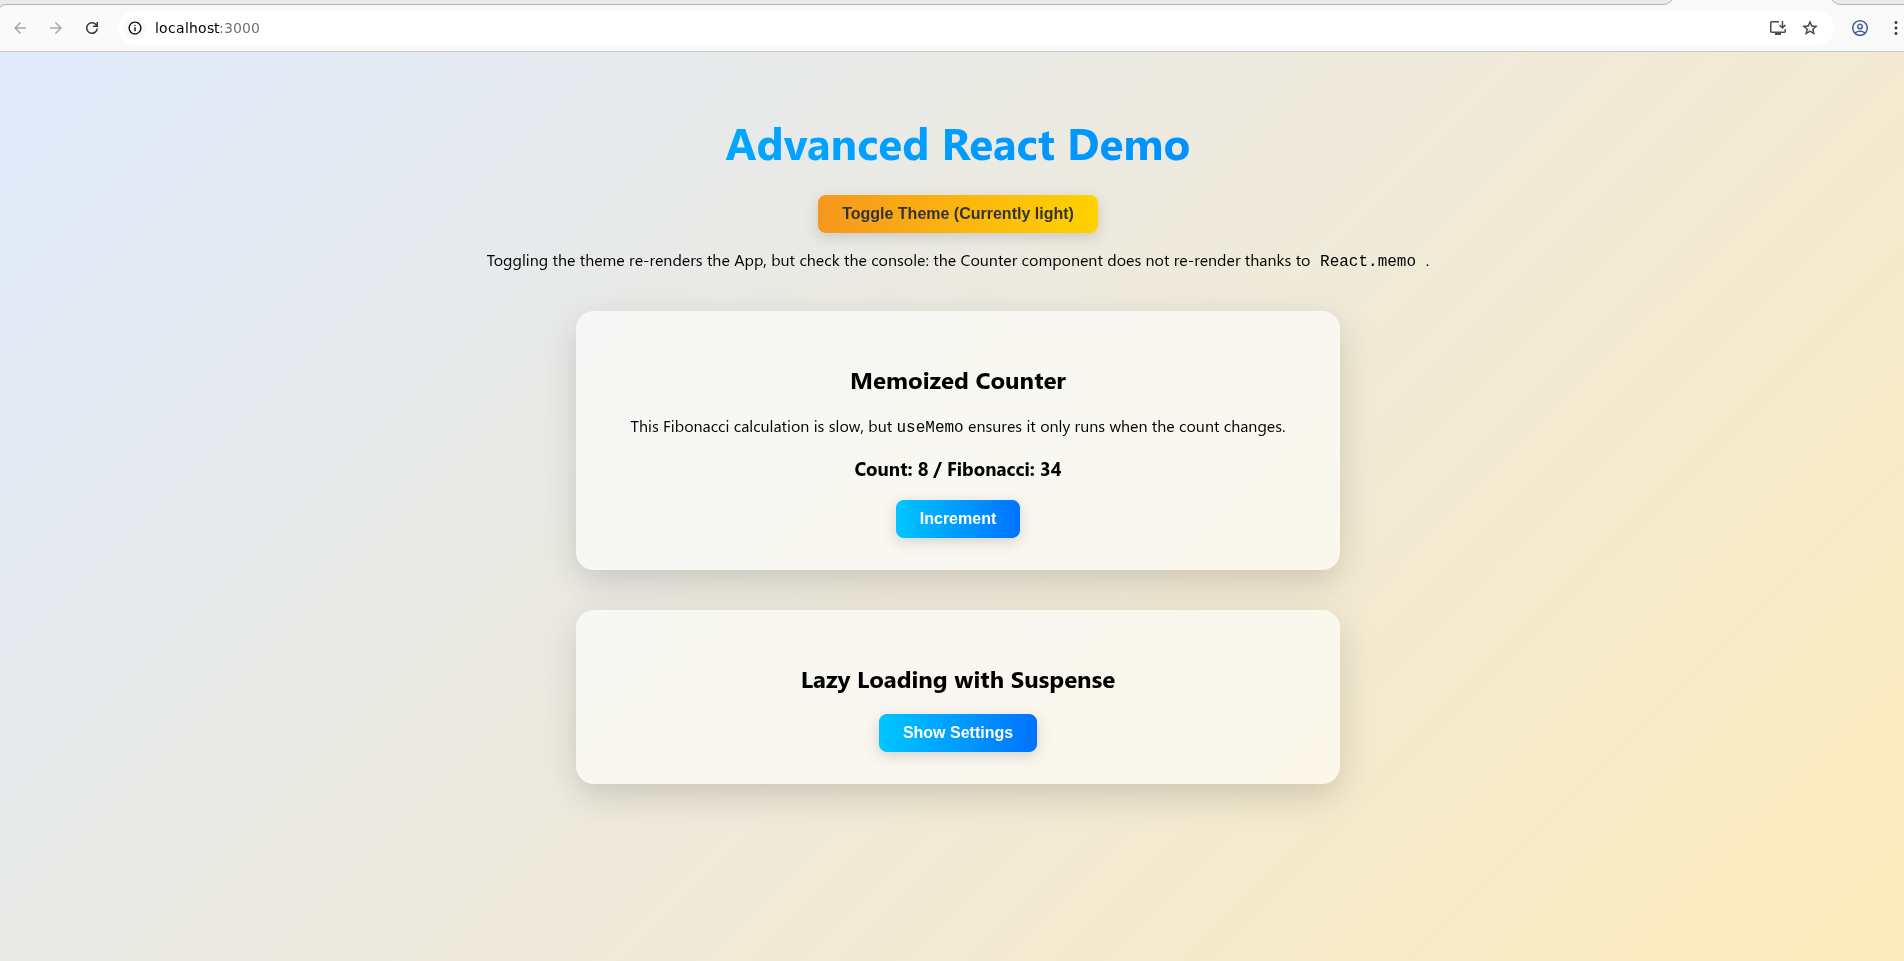 localhost:3000
Advanced React Demo
Toggle Theme (Currently light)
Toggling the theme re-renders the App, but check the console: the Counter component does not re-render thanks to React.memo .
Memoized Counter
This Fibonacci calculation is slow, but useMemo ensures it only runs when the count changes.
Count: 8 / Fibonacci: 34
Increment
Lazy Loading with Suspense
Show Settings